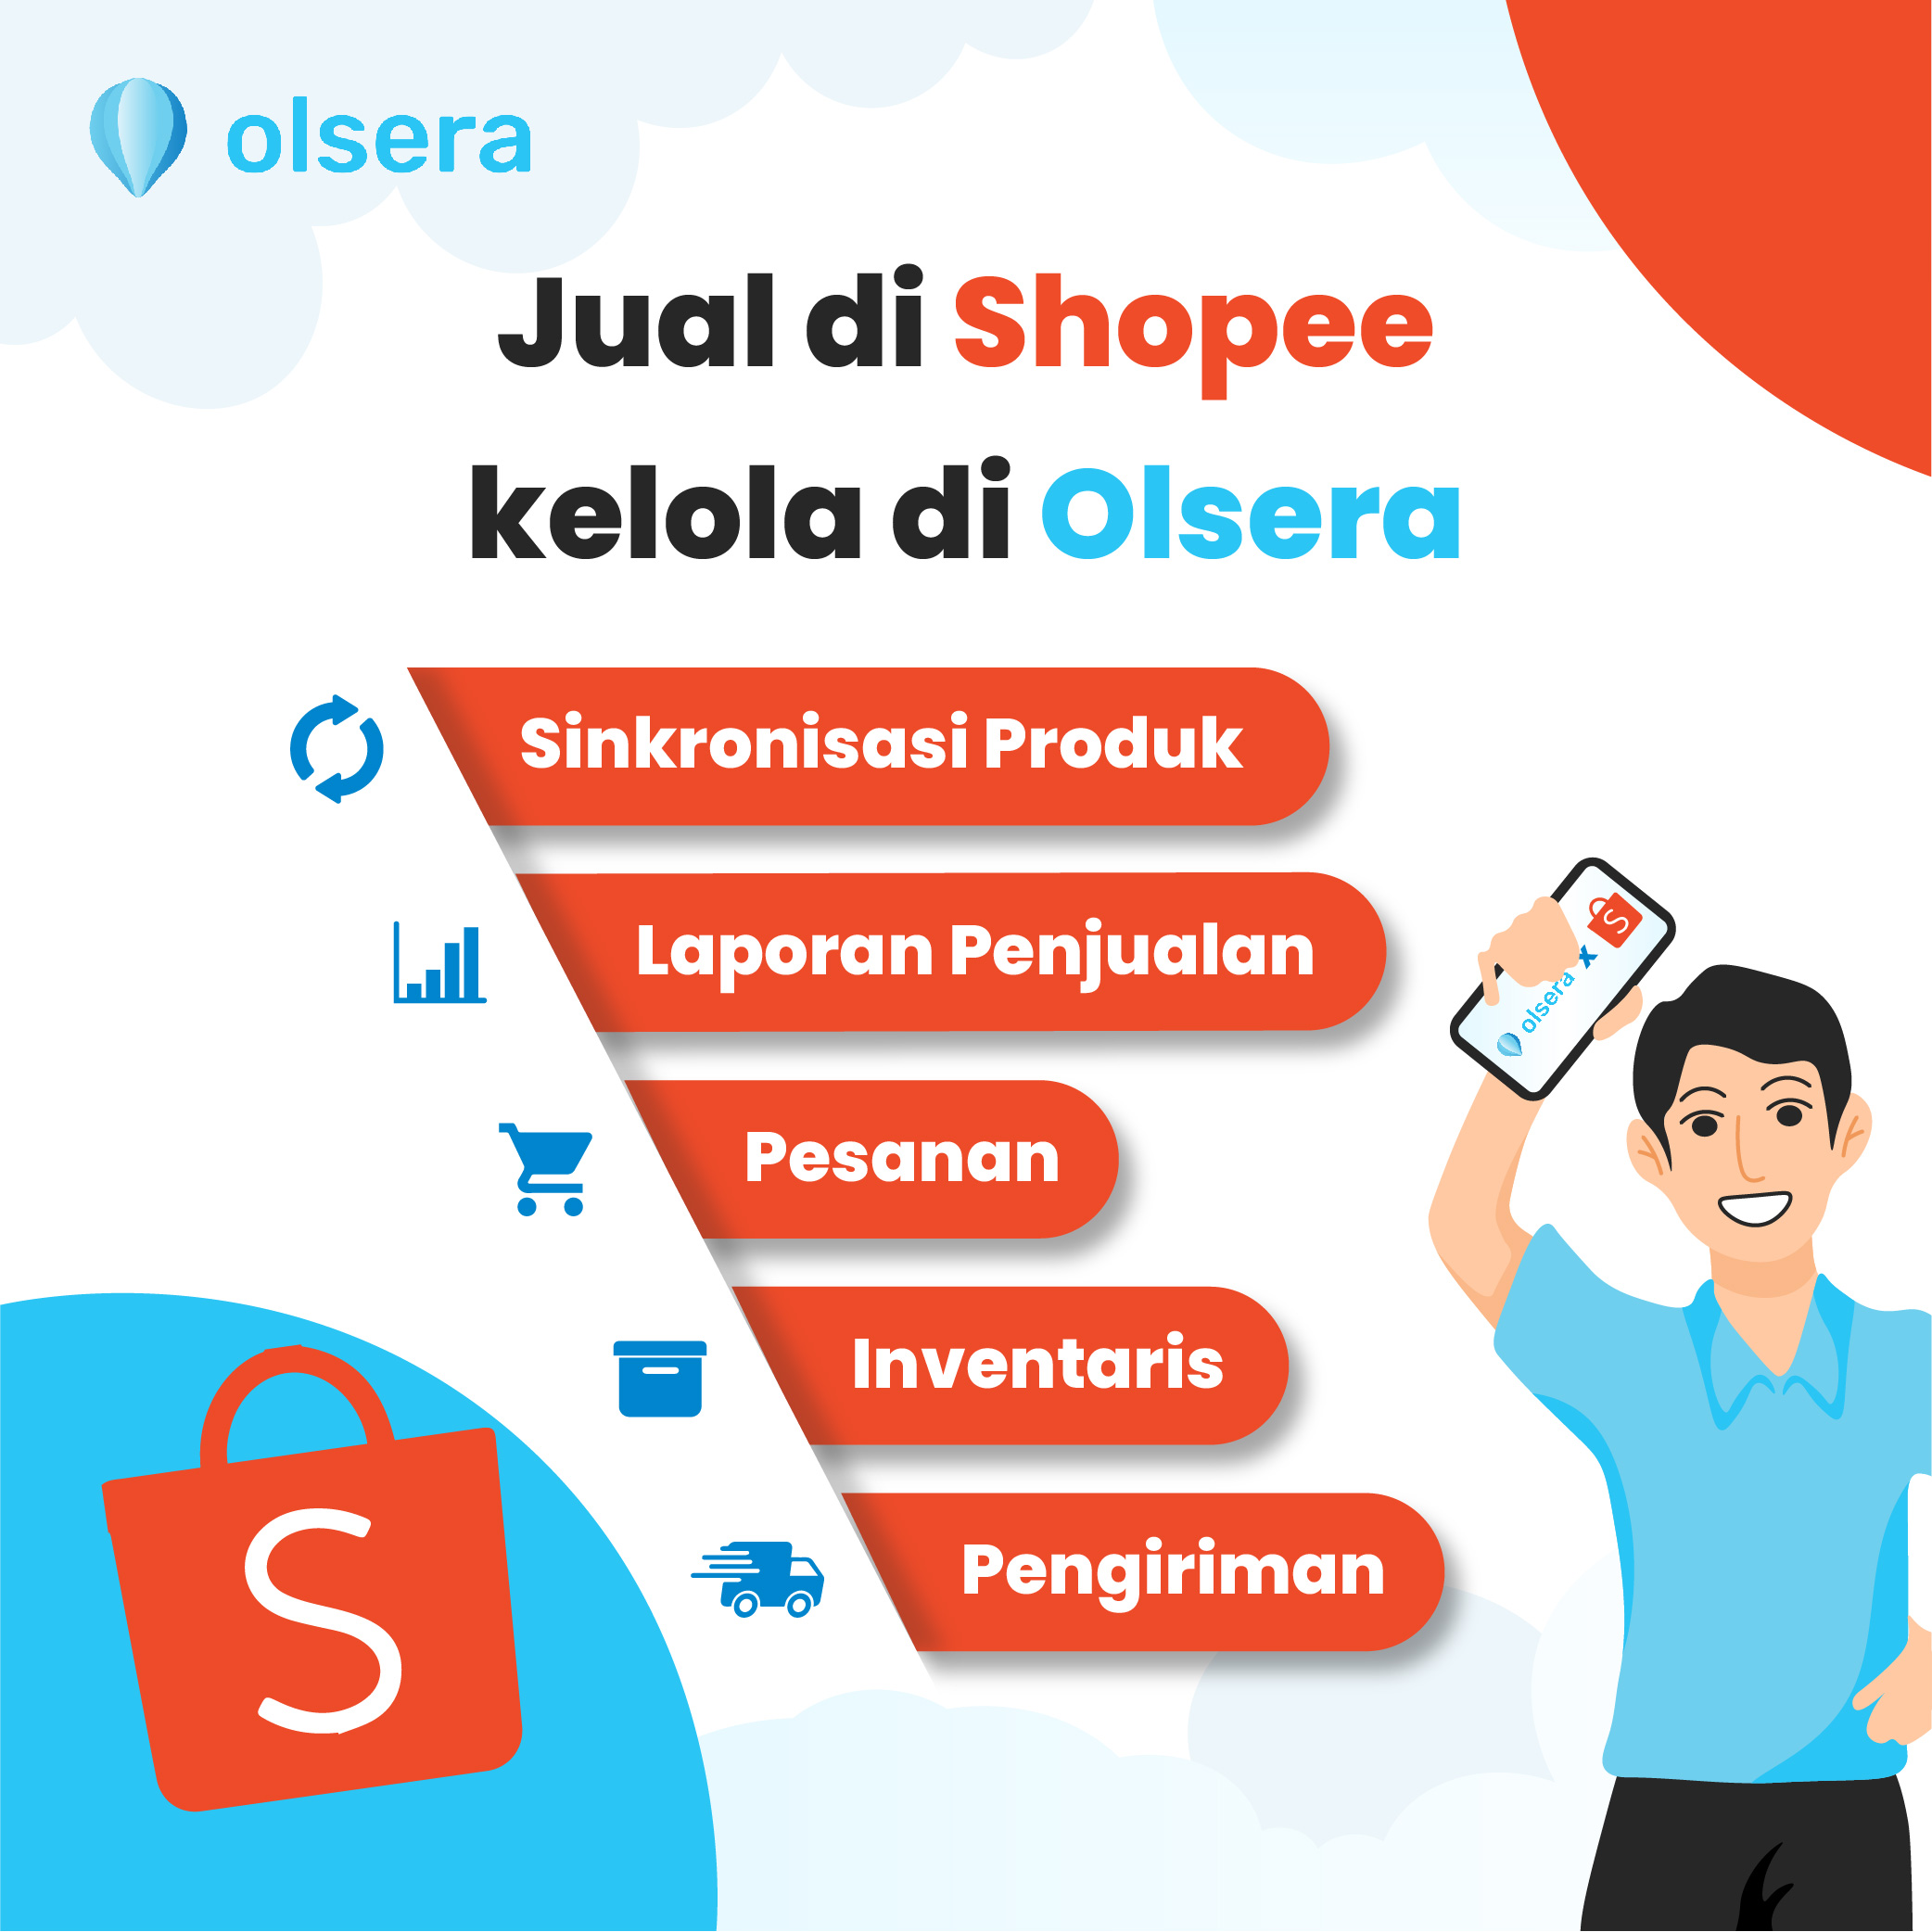 olsera
Jual di Shopee
kelola di Olsera
Sinkronisasi Produk
Laporan Penjualan
Pesanan
Inventaris
Pengiriman
olsera x S
S